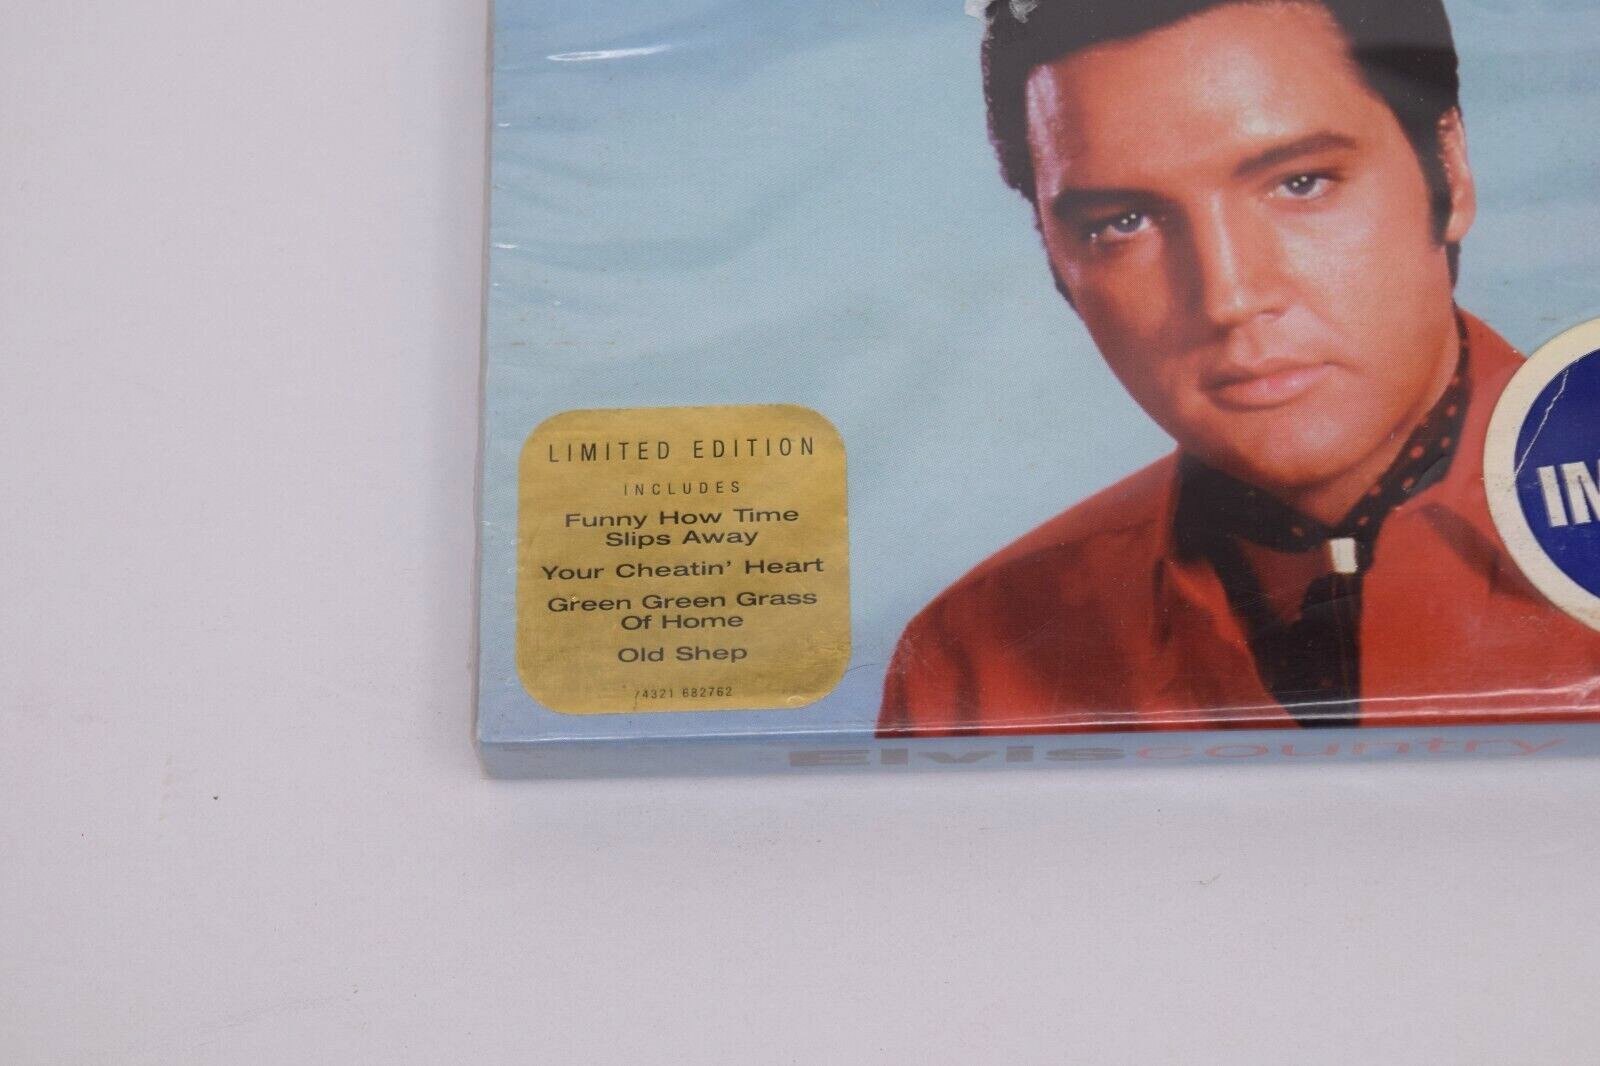 LIMITED EDITION
INCLUDES
Funny How Time
Slips Away
Your Cheatin' Heart
Green Green Grass
Of Home
Old Shep
74321 682762
Elviscountry